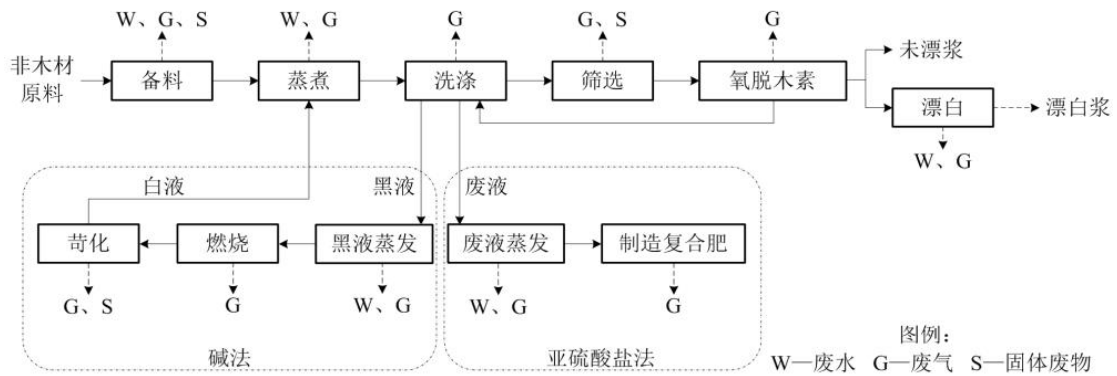 W、G、S
W、G
G
G、S
G
非木材
原料
备料
蒸煮
洗涤
筛选
氧脱木素
未漂浆
漂白
漂白浆
W、G
白液
黑液
废液
苛化
燃烧
黑液蒸发
废液蒸发
制造复合肥
G、S
G
W、G
W、G
G
碱法
亚硫酸盐法
图例：
W—废水 G—废气 S—固体废物